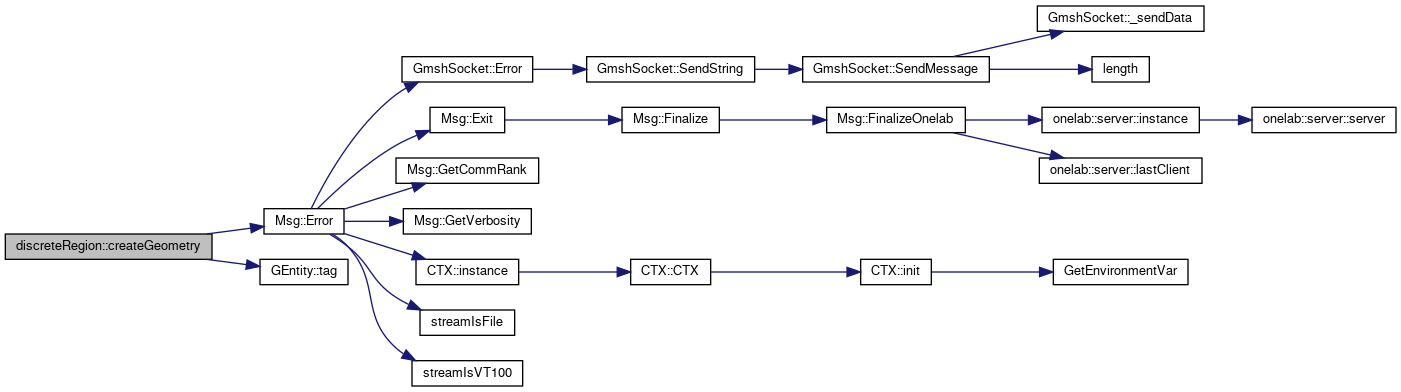 GmshSocket::_sendData
GmshSocket::Error
GmshSocket::SendString
GmshSocket::SendMessage
length
Msg::Exit
Msg::Finalize
Msg::FinalizeOnelab
onelab::server::instance
onelab::server::server
Msg::GetCommRank
onelab::server::lastClient
Msg::Error
Msg::GetVerbosity
discreteRegion::createGeometry
GEntity::tag
CTX::instance
CTX::CTX
CTX::init
GetEnvironmentVar
streamIsFile
streamIsVT100